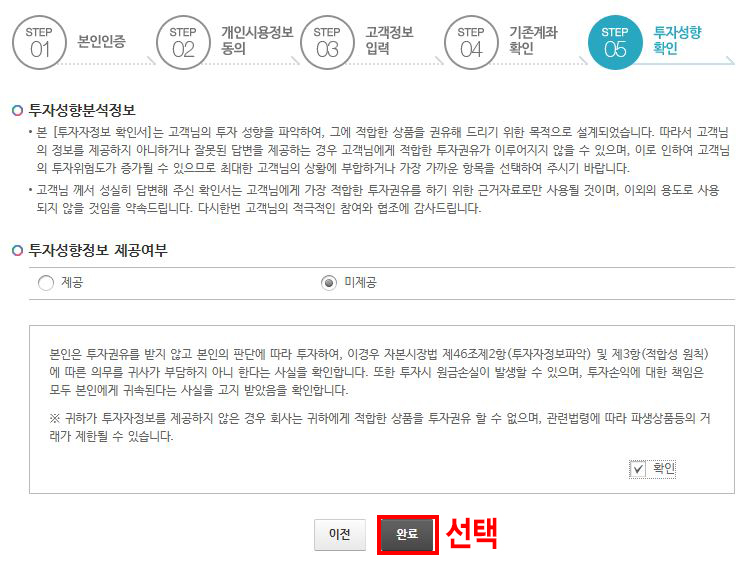 STEP 01 본인인증
STEP 02 개인시용정보 동의
STEP 03 고객정보 입력
STEP 04 기존계좌 확인
STEP 05 투자성향 확인
투자성향분석정보
• 본 [투자자정보 확인서]는 고객님의 투자 성향을 파악하여, 그에 적합한 상품을 권유해 드리기 위한 목적으로 설계되었습니다. 따라서 고객님
의 정보를 제공하지 아니하거나 잘못된 답변을 제공하는 경우 고객님에게 적합한 투자권유가 이루어지지 않을 수 있으며, 이로 인하여 고객님
의 투자위험도가 증가될 수 있으므로 최대한 고객님의 상황에 부합하거나 가장 가까운 항목을 선택하여 주시기 바랍니다.
• 고객님 께서 성실히 답변해 주신 확인서는 고객님에게 가장 적합한 투자권유를 하기 위한 근거자료로만 사용될 것이며, 이외의 용도로 사용
되지 않을 것임을 약속드립니다. 다시한번 고객님의 적극적인 참여와 협조에 감사드립니다.
투자성향정보 제공여부
제공 미제공
본인은 투자권유를 받지 않고 본인의 판단에 따라 투자하며, 이경우 자본시장법 제46조제2항(투자자정보파악) 및 제3항(적합성 원칙)
에 따른 의무를 귀사가 부담하지 아니 한다는 사실을 확인합니다. 또한 투자시 원금손실이 발생할 수 있으며, 투자손익에 대한 책임은
모두 본인에게 귀속된다는 사실을 고지 받았음을 확인합니다.
※ 귀하가 투자자정보를 제공하지 않은 경우 회사는 귀하에게 적합한 상품을 투자권유 할 수 없으며, 관련법령에 따라 파생상품등의 거
래가 제한될 수 있습니다.
확인
이전 완료 선택